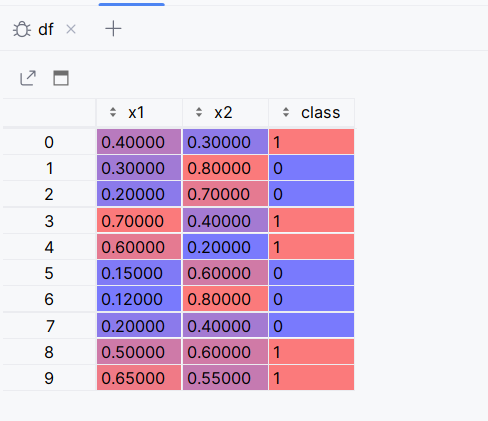 df
x1 x2 class
0 0.40000 0.30000 1
1 0.30000 0.80000 0
2 0.20000 0.70000 0
3 0.70000 0.40000 1
4 0.60000 0.20000 1
5 0.15000 0.60000 0
6 0.12000 0.80000 0
7 0.20000 0.40000 0
8 0.50000 0.60000 1
9 0.65000 0.55000 1